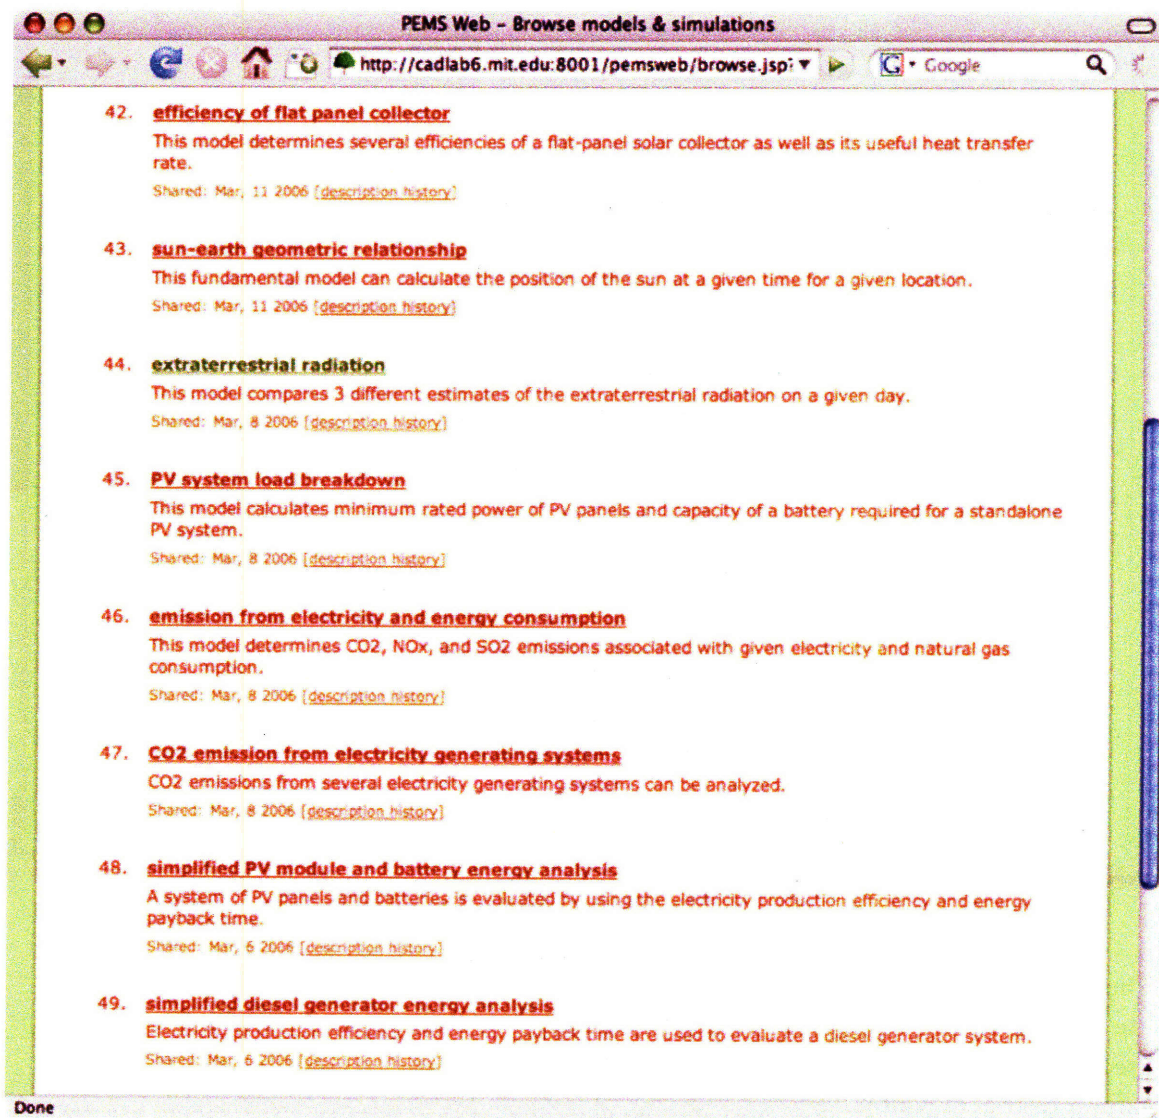 PEMS Web - Browse models & simulations
http://cadlab6.mit.edu:8001/pemsweb/browse.jsp? Google
42. efficiency of flat panel collector
This model determines several efficiencies of a flat-panel solar collector as well as its useful heat transfer
rate.
Shared: Mar, 11 2006 [description history]
43. sun-earth geometric relationship
This fundamental model can calculate the position of the sun at a given time for a given location.
Shared: Mar, 11 2006 [description history]
44. extraterrestrial radiation
This model compares 3 different estimates of the extraterrestrial radiation on a given day.
Shared: Mar, 8 2006 [description history]
45. PV system load breakdown
This model calculates minimum rated power of PV panels and capacity of a battery required for a standalone
PV system.
Shared: Mar, 8 2006 [description history]
46. emission from electricity and energy consumption
This model determines CO2, NOx, and SO2 emissions associated with given electricity and natural gas
consumption.
Shared: Mar, 8 2006 [description history]
47. CO2 emission from electricity generating systems
CO2 emissions from several electricity generating systems can be analyzed.
Shared: Mar, 8 2006 [description history]
48. simplified PV module and battery energy analysis
A system of PV panels and batteries is evaluated by using the electricity production efficiency and energy
payback time.
Shared: Mar, 6 2006 [description history]
49. simplified diesel generator energy analysis
Electricity production efficiency and energy payback time are used to evaluate a diesel generator system.
Shared: Mar, 6 2006 [description history]
Done